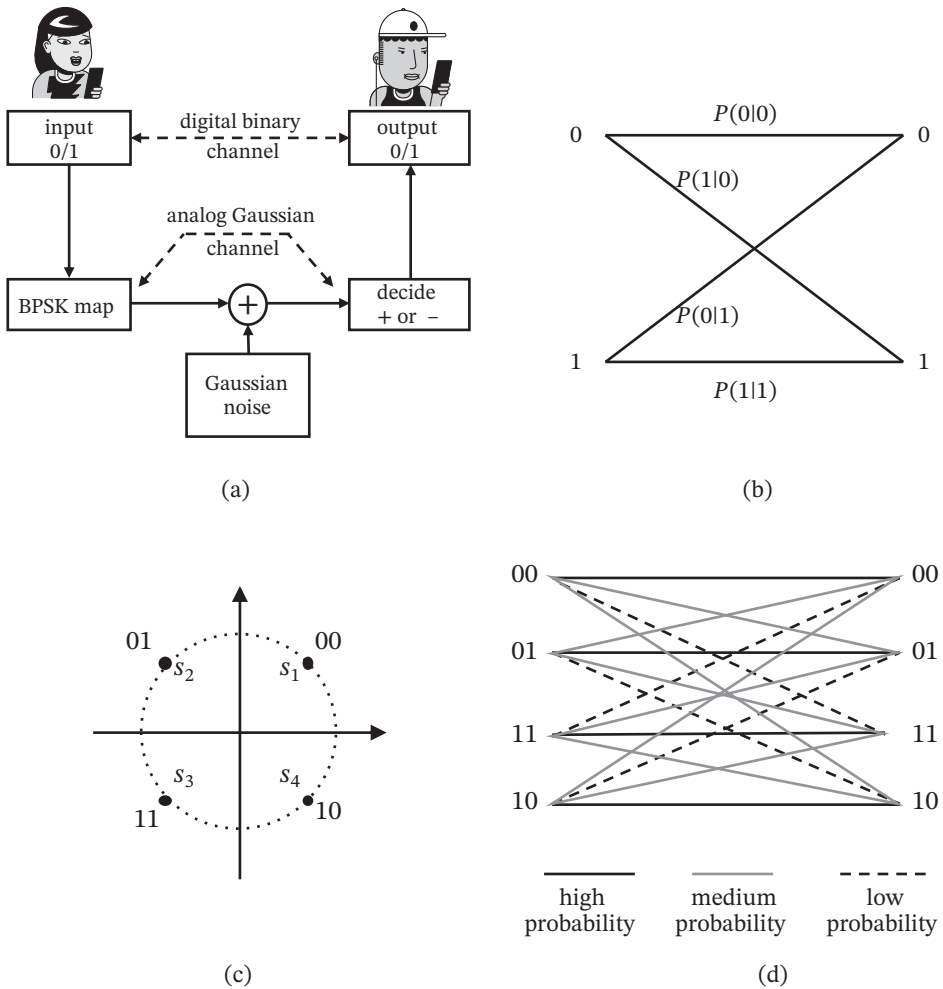 input
0/1
digital binary
channel
output
0/1
analog Gaussian
channel
BPSK map
+
decide
+ or –
Gaussian
noise
(a)
P(0|0)
0
0
P(1|0)
P(0|1)
1
1
P(1|1)
(b)
01
00
s2
s1
s3
s4
11
10
(c)
00
00
01
01
11
11
10
10
high
probability
medium
probability
low
probability
(d)